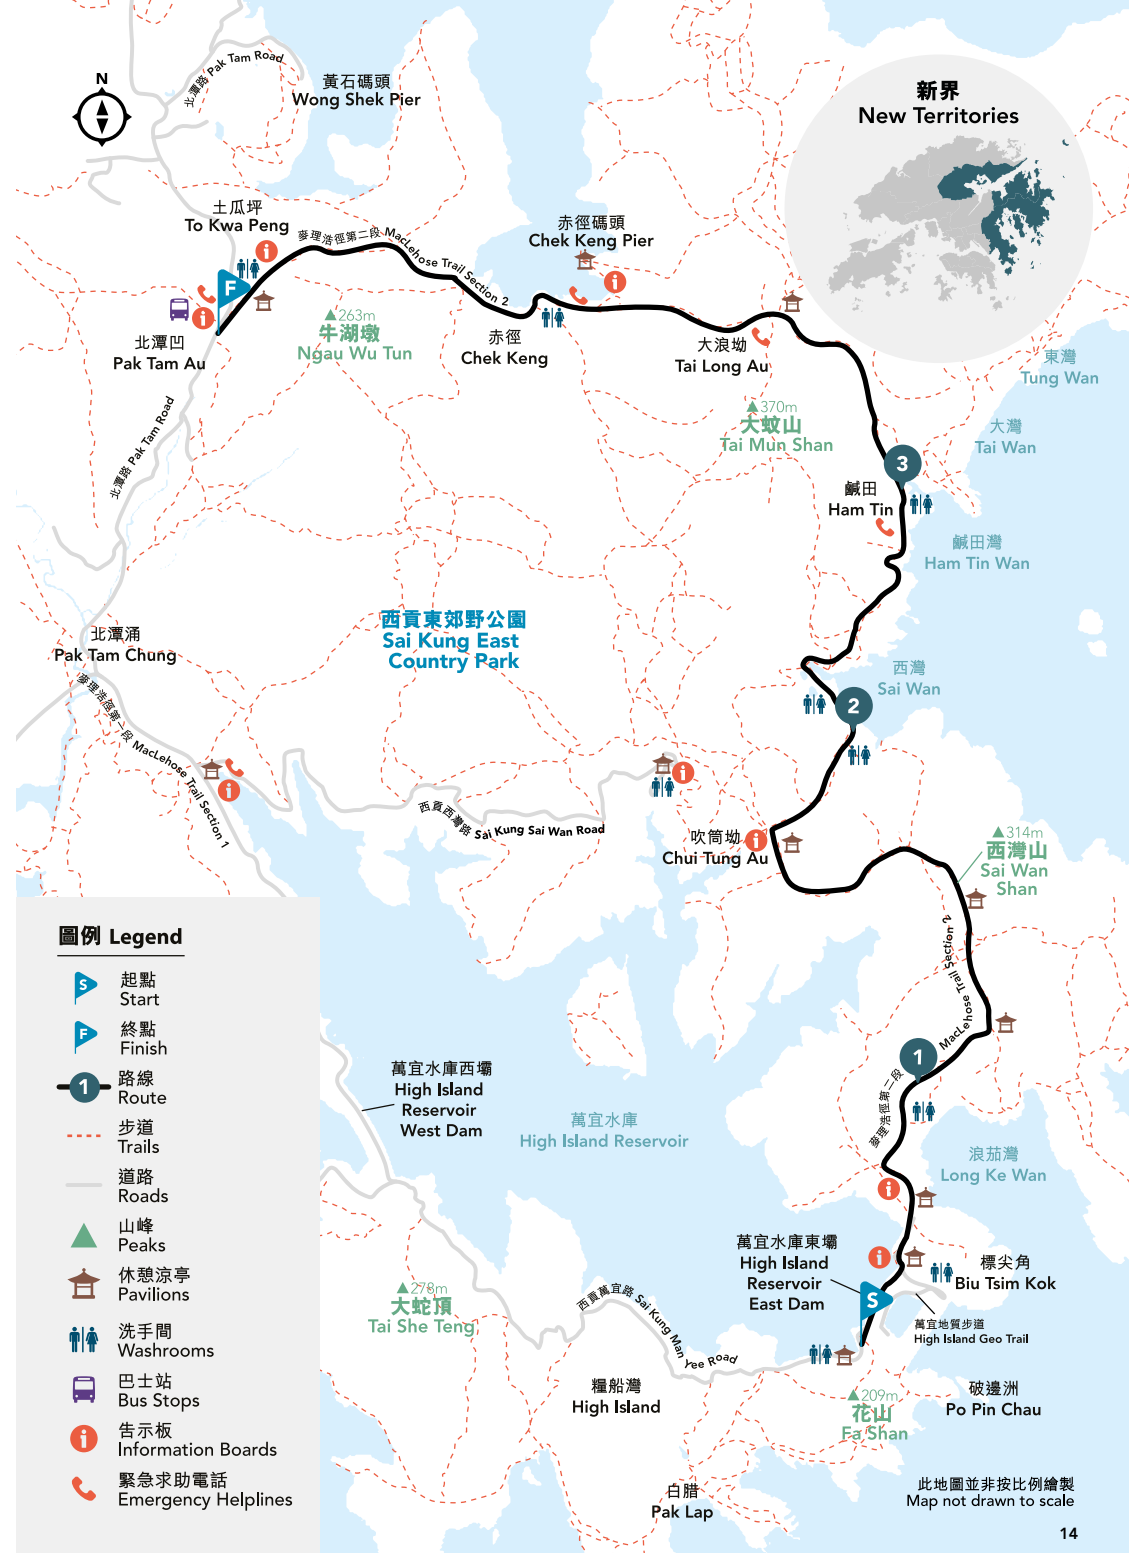 北潭路 Pak Tam Road
N
黃石碼頭
Wong Shek Pier
新界
New Territories
土瓜坪
To Kwa Peng
麥理浩徑第二段 MacLehose Trail Section 2
赤徑碼頭
Chek Keng Pier
F
北潭凹
Pak Tam Au
▲263m
牛湖墩
Ngau Wu Tun
赤徑
Chek Keng
大浪坳
Tai Long Au
東灣
Tung Wan
▲370m
大蚊山
Tai Mun Shan
大灣
Tai Wan
北潭路 Pak Tam Road
3
鹹田
Ham Tin
鹹田灣
Ham Tin Wan
西貢東郊野公園
Sai Kung East
Country Park
北潭涌
Pak Tam Chung
西灣
Sai Wan
2
麥理浩徑第一段 MacLehose Trail Section 1
西貢西灣路 Sai Kung Sai Wan Road
吹筒坳
Chui Tung Au
▲314m
西灣山
Sai Wan
Shan
麥理浩徑第二段 MacLehose Trail Section 2
1
萬宜水庫西壩
High Island
Reservoir
West Dam
萬宜水庫
High Island Reservoir
浪茄灣
Long Ke Wan
萬宜水庫東壩
High Island
Reservoir
East Dam
標尖角
Biu Tsim Kok
S
萬宜地質步道
High Island Geo Trail
▲278m
大蛇頂
Tai She Teng
西貢萬宜路 Sai Kung Man Yee Road
糧船灣
High Island
▲209m
花山
Fa Shan
破邊洲
Po Pin Chau
白腊
Pak Lap
圖例 Legend
S
起點
Start
F
終點
Finish
1
路線
Route
步道
Trails
道路
Roads
山峰
Peaks
休憩涼亭
Pavilions
洗手間
Washrooms
巴士站
Bus Stops
告示板
Information Boards
緊急求助電話
Emergency Helplines
此地圖並非按比例繪製
Map not drawn to scale
14